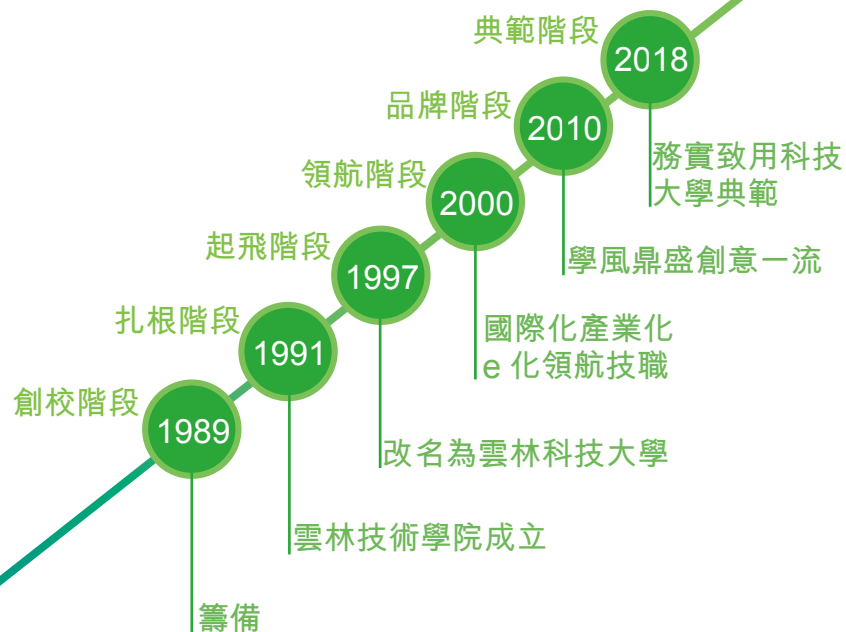 典範階段
2018
務實致用科技
大學典範
品牌階段
2010
學風鼎盛創意一流
領航階段
2000
國際化產業化
e 化領航技職
起飛階段
1997
改名為雲林科技大學
扎根階段
1991
雲林技術學院成立
創校階段
1989
籌備